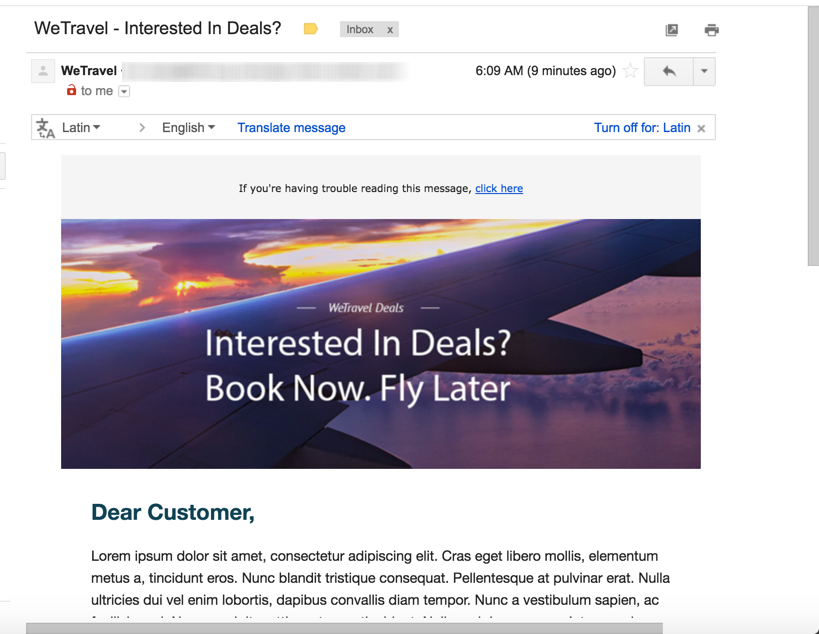 WeTravel - Interested In Deals?
Inbox x
WeTravel
6:09 AM (9 minutes ago)
to me
Latin
English
Translate message
Turn off for: Latin x
If you're having trouble reading this message, click here
WeTravel Deals
Interested In Deals?
Book Now. Fly Later
Dear Customer,
Lorem ipsum dolor sit amet, consectetur adipiscing elit. Cras eget libero mollis, elementum
metus a, tincidunt eros. Nunc blandit tristique consequat. Pellentesque at pulvinar erat. Nulla
ultricies dui vel enim lobortis, dapibus convallis diam tempor. Nunc a vestibulum sapien, ac